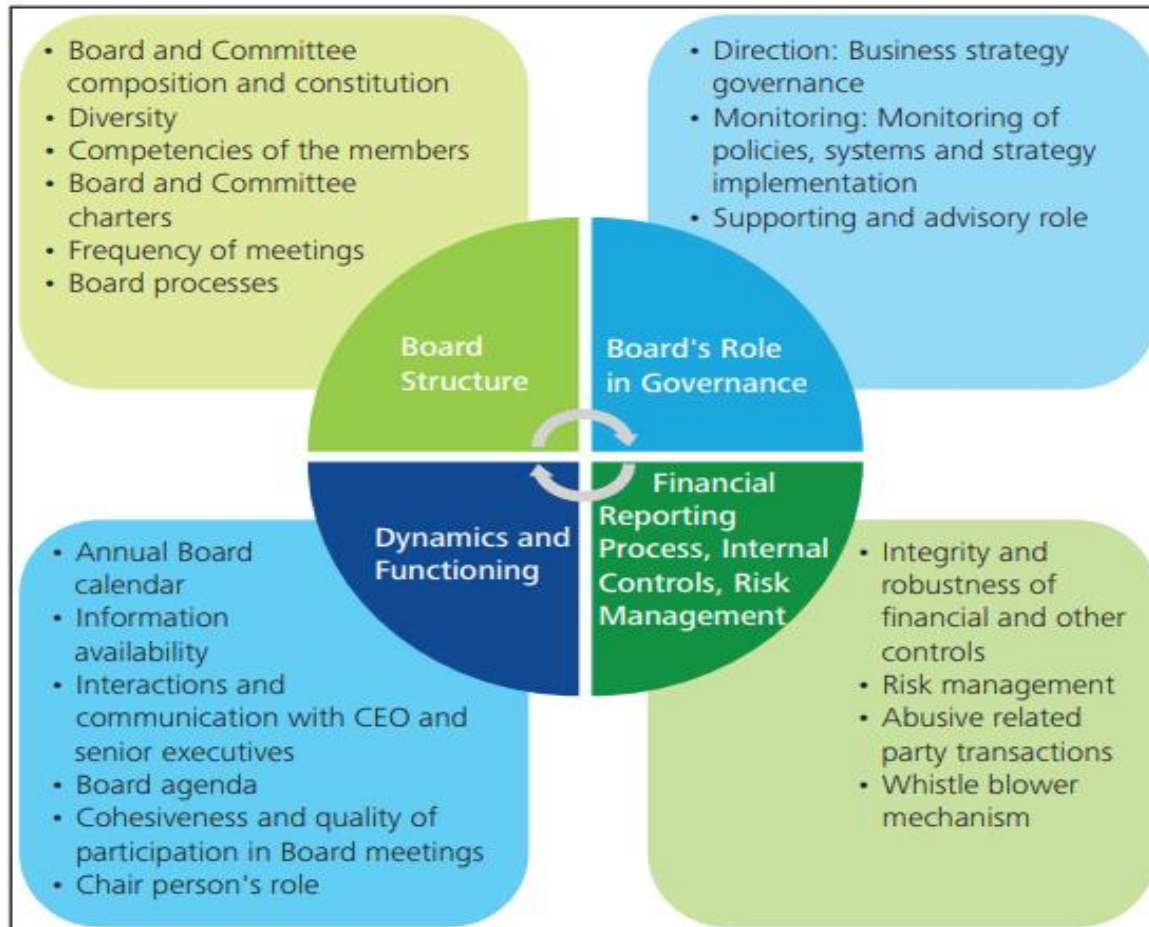 • Board and Committee
composition and constitution
• Diversity
• Competencies of the members
• Board and Committee
charters
• Frequency of meetings
• Board processes
• Direction: Business strategy
governance
• Monitoring: Monitoring of
policies, systems and strategy
implementation
• Supporting and advisory role
Board
Structure
Board's Role
in Governance
Dynamics and
Functioning
Financial
Reporting
Process, Internal
Controls, Risk
Management
• Annual Board
calendar
• Information
availability
• Interactions and
communication with CEO and
senior executives
• Board agenda
• Cohesiveness and quality of
participation in Board meetings
• Chair person's role
• Integrity and
robustness of
financial and other
controls
• Risk management
• Abusive related
party transactions
• Whistle blower
mechanism